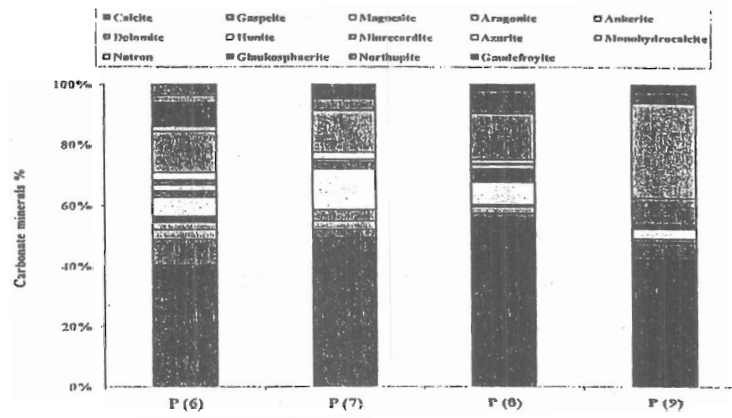 Calcite Gaspeite Magnesite Aragonite Ankerite
Dolomite Hunite Minrecordite Azurite Monohydrocalcite
Natron Glaukosphaerite Northupite Gaudefroyite
100%
80%
60%
40%
20%
0%
Carbonate minerals %
P (6) P (7) P (8) P (9)